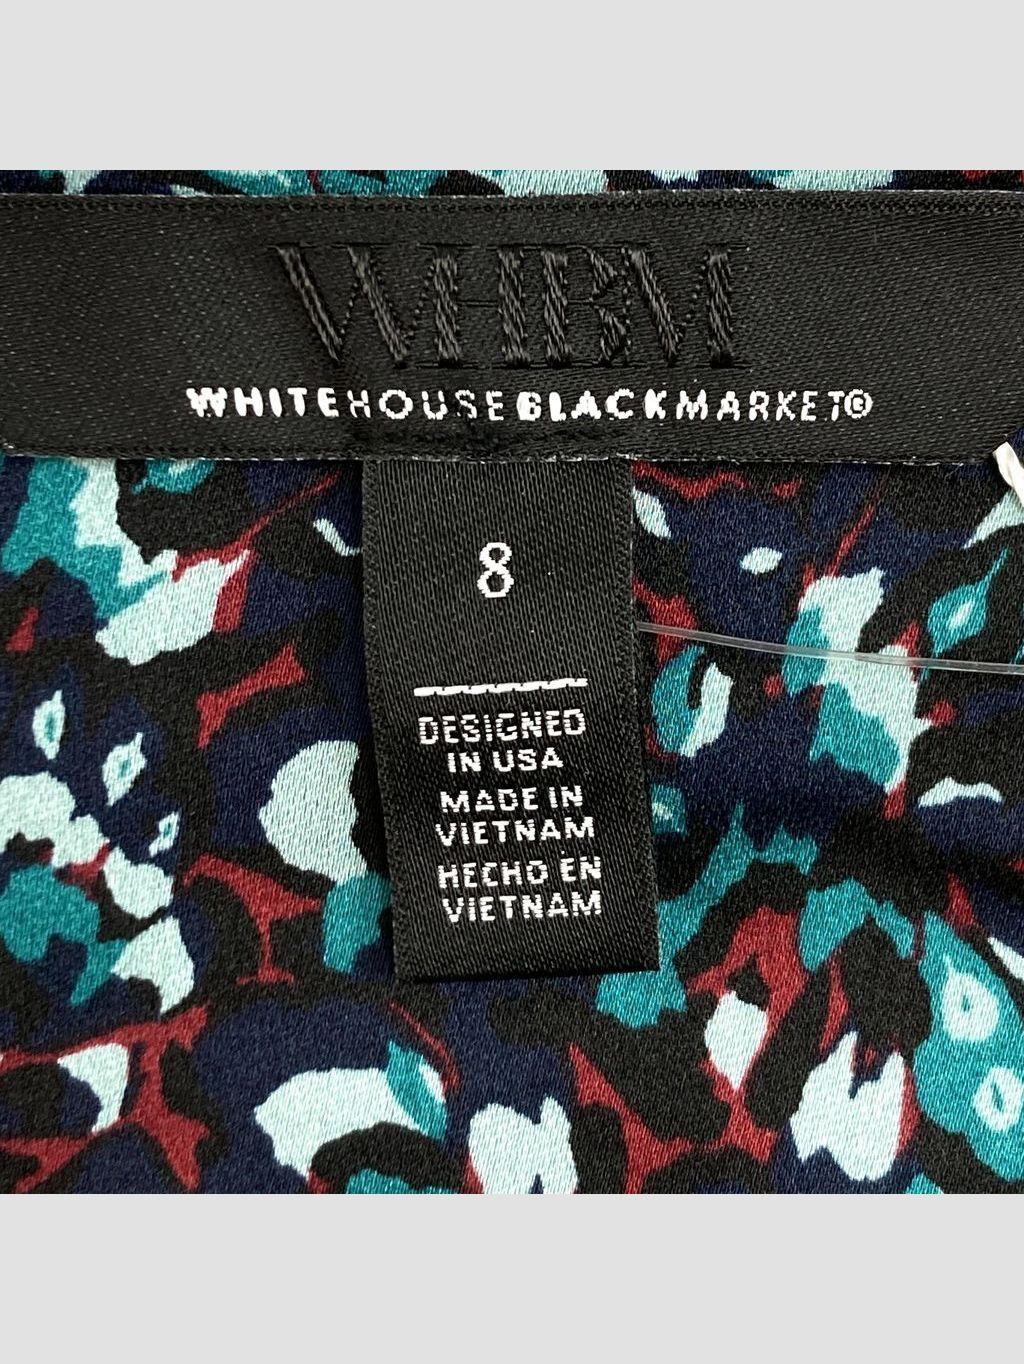 WHBM
WHITEHOUSEBLACKMARKET®
8
DESIGNED
IN USA
MADE IN
VIETNAM
HECHO EN
VIETNAM